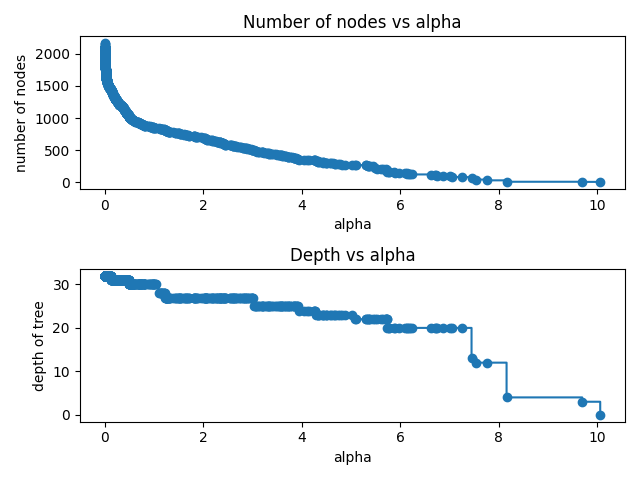 Number of nodes vs alpha
number of nodes
2000
1500
1000
500
0
0 2 4 6 8 10
alpha
Depth vs alpha
depth of tree
30
20
10
0
0 2 4 6 8 10
alpha